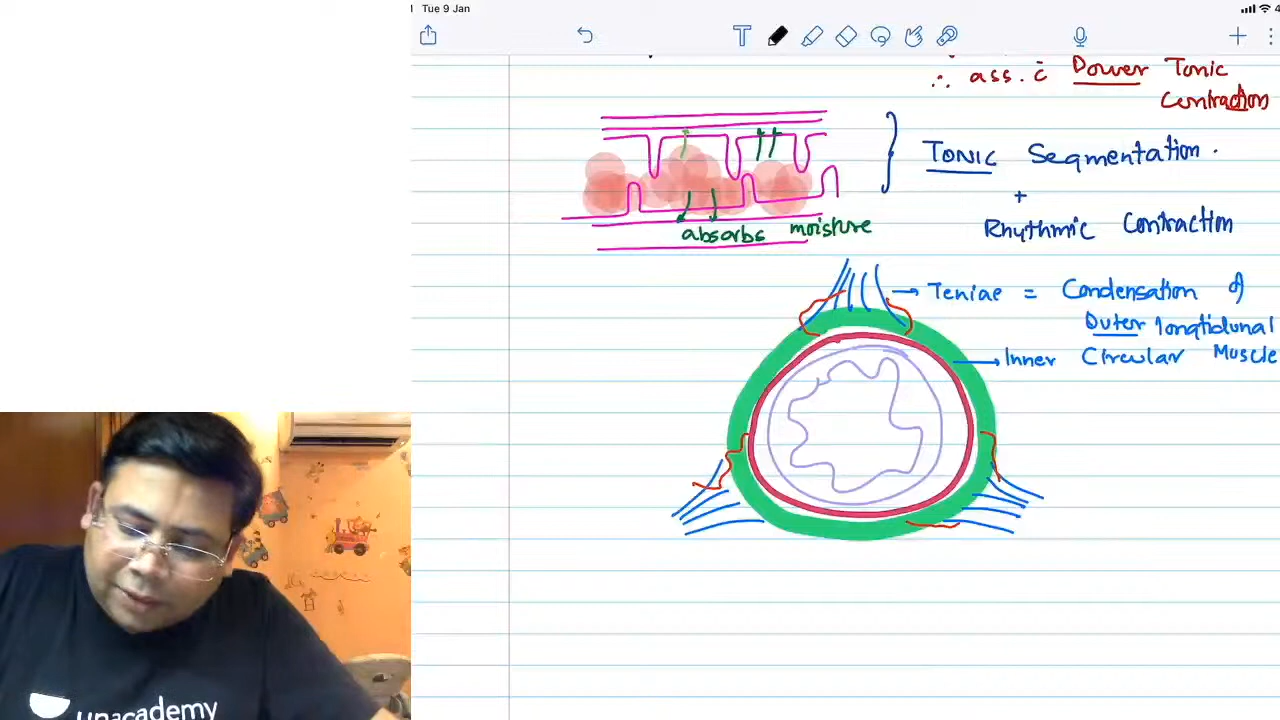 Tue 9 Jan
T
∴ ass. c̄ Power Tonic
Contraction
TONIC Segmentation.
+
Rhythmic Contraction
absorbs moisture
→ Teniae = Condensation of
Outer longtidunal
→ Inner Circular Muscle
unacademy